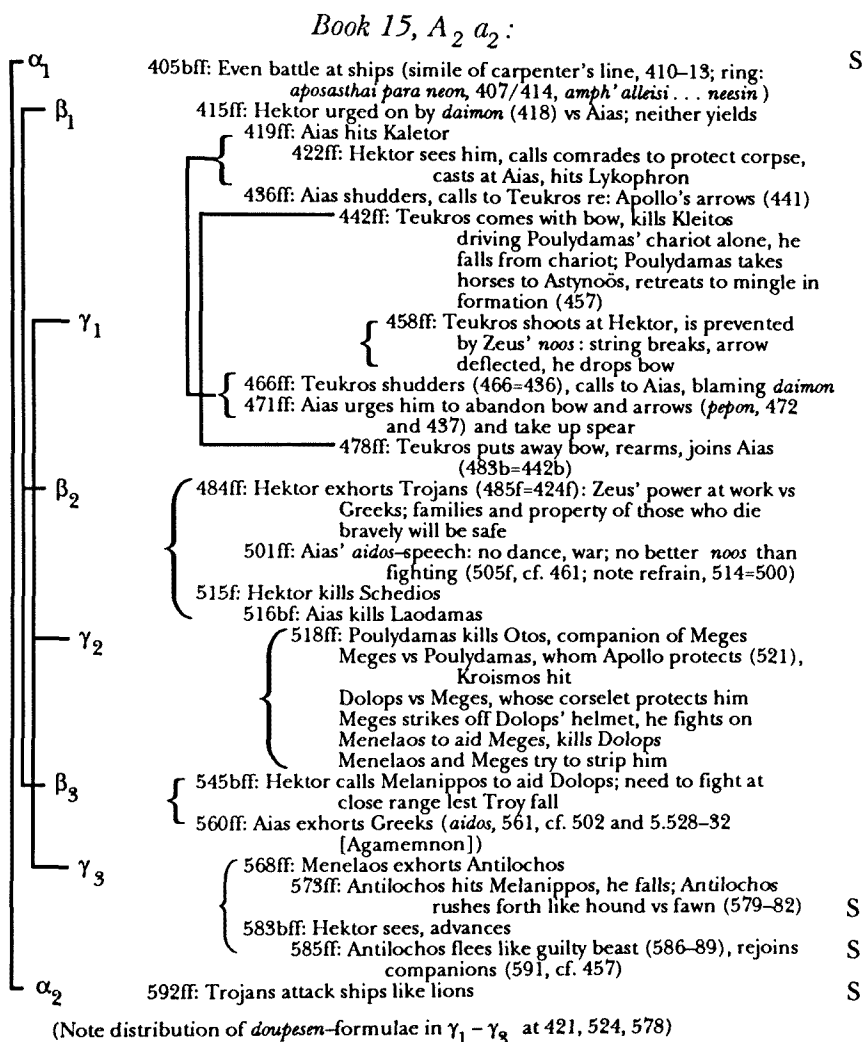 Book 15, A₂ a₂:
α₁ 405bff: Even battle at ships (simile of carpenter's line, 410–13; ring: S
aposasthai para neon, 407/414, amph' alleisi . . . neesin)
β₁ 415ff: Hektor urged on by daimon (418) vs Aias; neither yields
419ff: Aias hits Kaletor
422ff: Hektor sees him, calls comrades to protect corpse,
casts at Aias, hits Lykophron
436ff: Aias shudders, calls to Teukros re: Apollo's arrows (441)
442ff: Teukros comes with bow, kills Kleitos
driving Poulydamas' chariot alone, he
falls from chariot; Poulydamas takes
horses to Astynoös, retreats to mingle in
formation (457)
γ₁ 458ff: Teukros shoots at Hektor, is prevented
by Zeus' noos: string breaks, arrow
deflected, he drops bow
466ff: Teukros shudders (466=436), calls to Aias, blaming daimon
471ff: Aias urges him to abandon bow and arrows (pepon, 472
and 437) and take up spear
478ff: Teukros puts away bow, rearms, joins Aias
(483b=442b)
β₂ 484ff: Hektor exhorts Trojans (485f=424f): Zeus' power at work vs
Greeks; families and property of those who die
bravely will be safe
501ff: Aias' aidos–speech: no dance, war; no better noos than
fighting (505f, cf. 461; note refrain, 514=500)
515f: Hektor kills Schedios
516bf: Aias kills Laodamas
γ₂ 518ff: Poulydamas kills Otos, companion of Meges
Meges vs Poulydamas, whom Apollo protects (521),
Kroismos hit
Dolops vs Meges, whose corselet protects him
Meges strikes off Dolops' helmet, he fights on
Menelaos to aid Meges, kills Dolops
Menelaos and Meges try to strip him
β₃ 545bff: Hektor calls Melanippos to aid Dolops; need to fight at
close range lest Troy fall
560ff: Aias exhorts Greeks (aidos, 561, cf. 502 and 5.528–32
[Agamemnon])
γ₃ 568ff: Menelaos exhorts Antilochos
573ff: Antilochos hits Melanippos, he falls; Antilochos
rushes forth like hound vs fawn (579–82) S
583bff: Hektor sees, advances
585ff: Antilochos flees like guilty beast (586–89), rejoins S
companions (591, cf. 457)
α₂ 592ff: Trojans attack ships like lions S
(Note distribution of doupesen–formulae in γ₁ – γ₃ at 421, 524, 578)